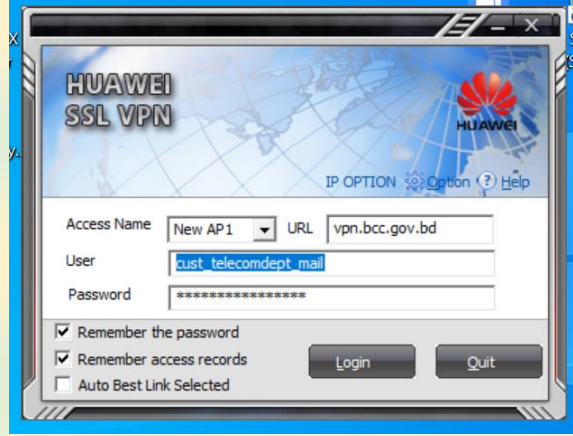 HUAWEI
SSL VPN
HUAWEI
IP OPTION Option ? Help
Access Name New AP1 URL vpn.bcc.gov.bd
User cust_telecomdept_mail
Password ****************
Remember the password
Remember access records Login Quit
Auto Best Link Selected